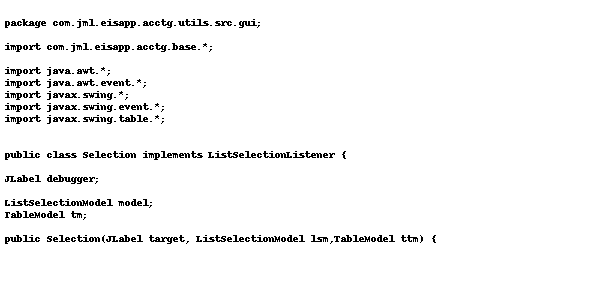 package com.jml.eisapp.acctg.utils.src.gui;
import com.jml.eisapp.acctg.base.*;
import java.awt.*;
import java.awt.event.*;
import javax.swing.*;
import javax.swing.event.*;
import javax.swing.table.*;
public class Selection implements ListSelectionListener {
JLabel debugger;
ListSelectionModel model;
TableModel tm;
public Selection(JLabel target, ListSelectionModel lsm,TableModel ttm) {